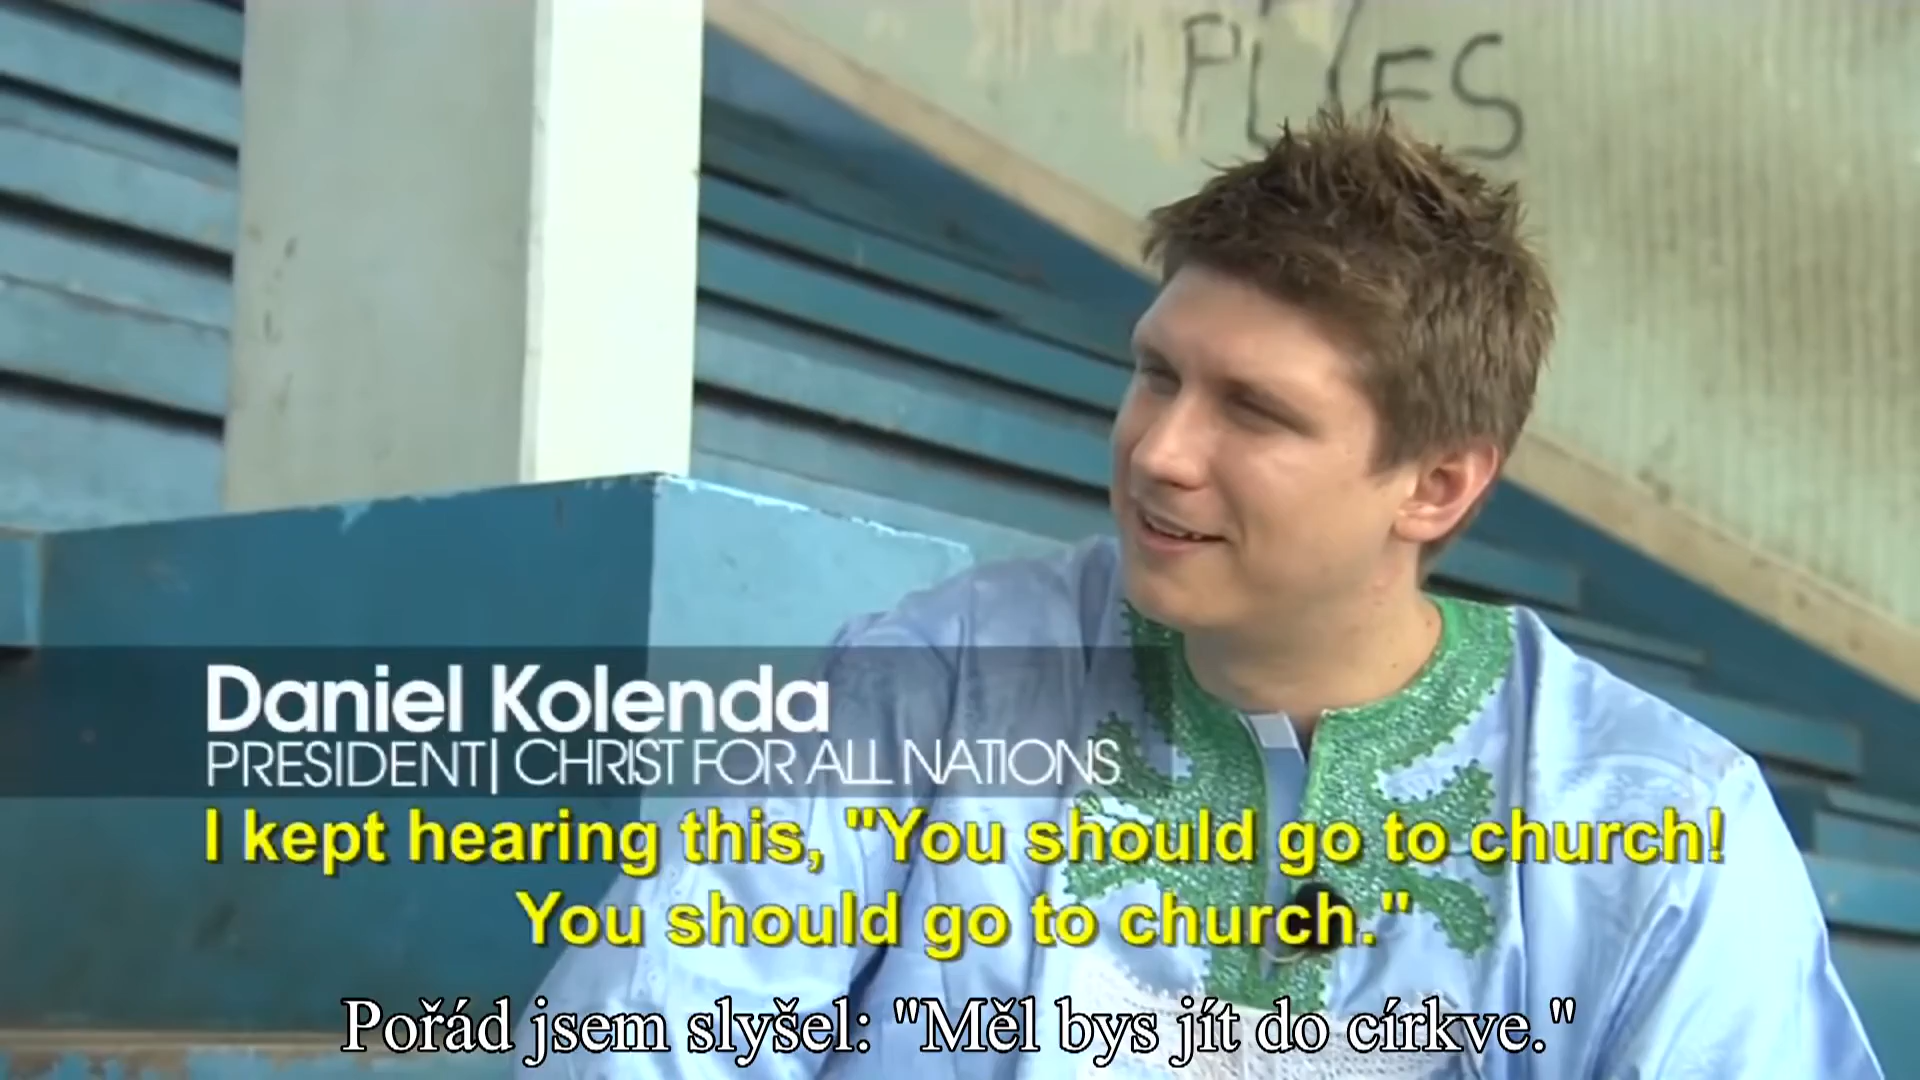 Daniel Kolenda
PRESIDENT| CHRIST FOR ALL NATIONS
I kept hearing this, "You should go to church!
You should go to church."
Pořád jsem slyšel: "Měl bys jít do církve."